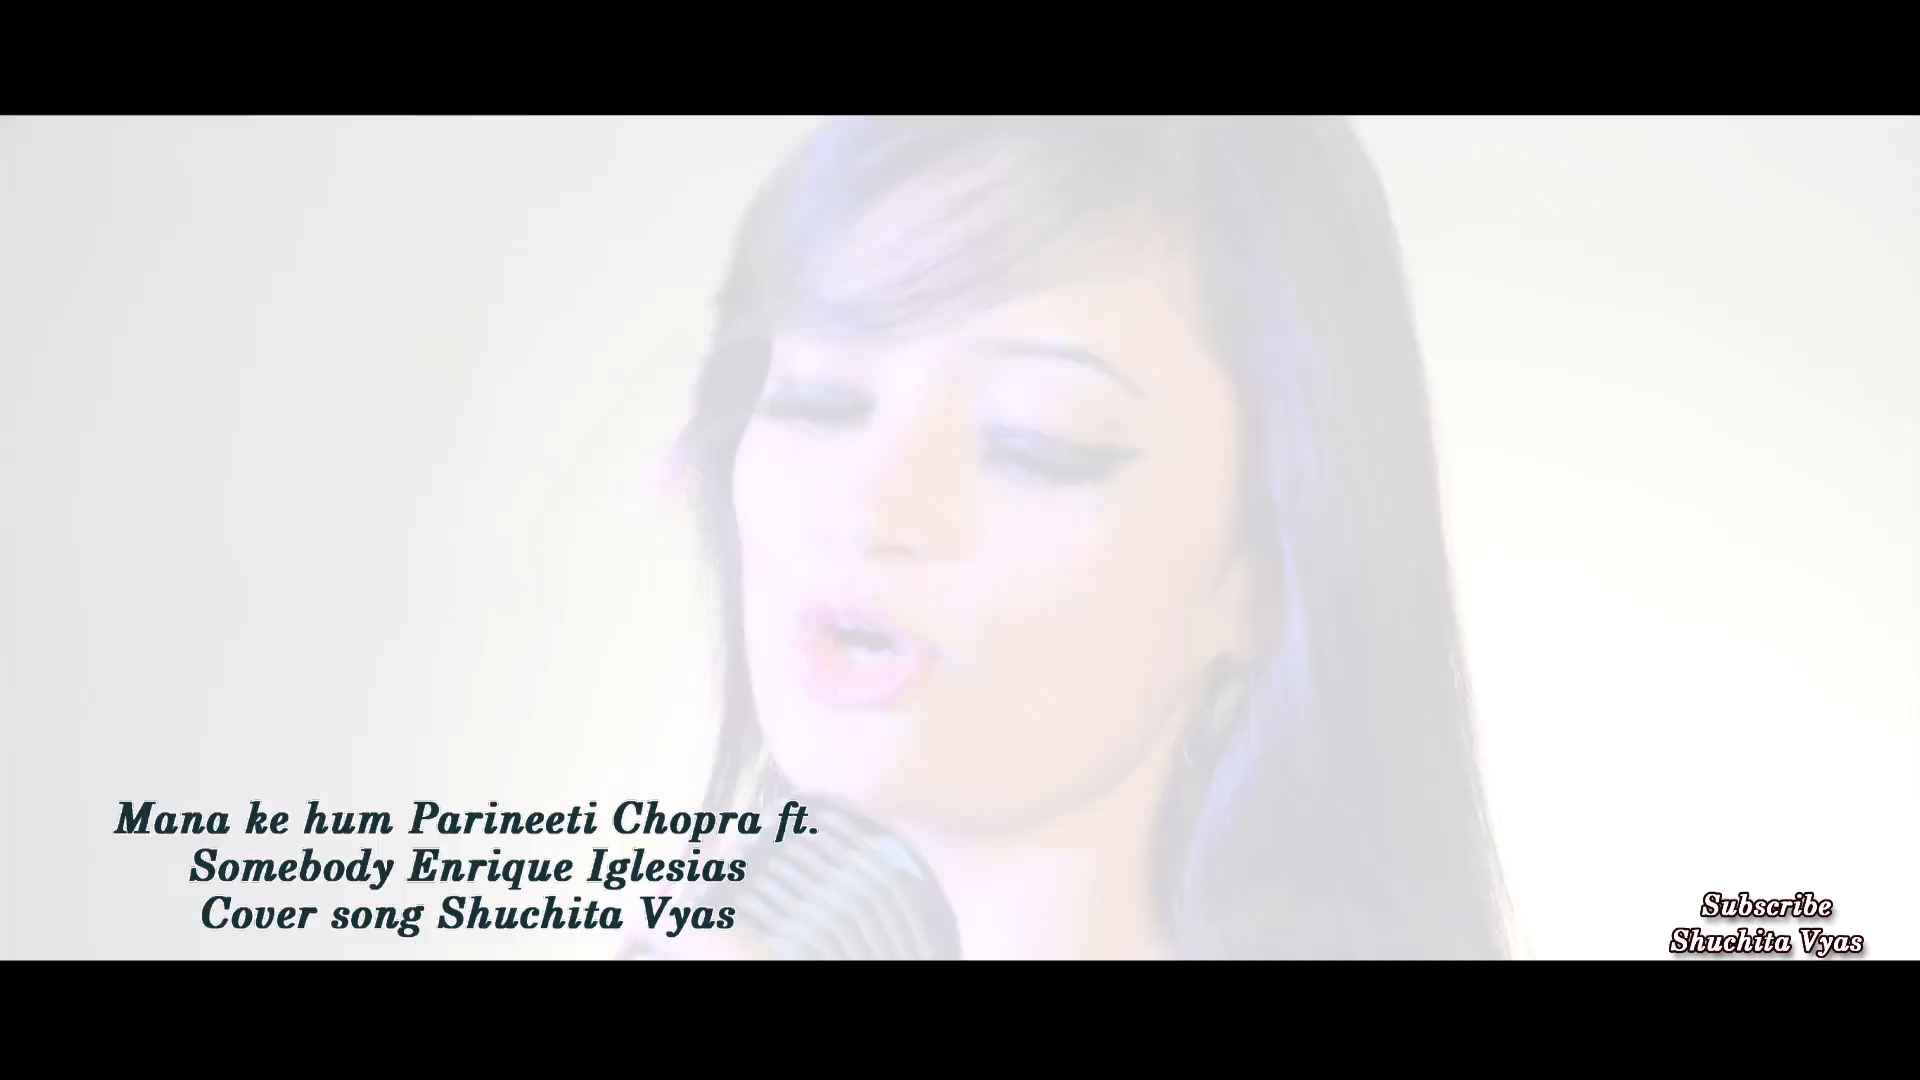 Mana ke hum Parineeti Chopra ft.
Somebody Enrique Iglesias
Cover song Shuchita Vyas
Subscribe
Shuchita Vyas